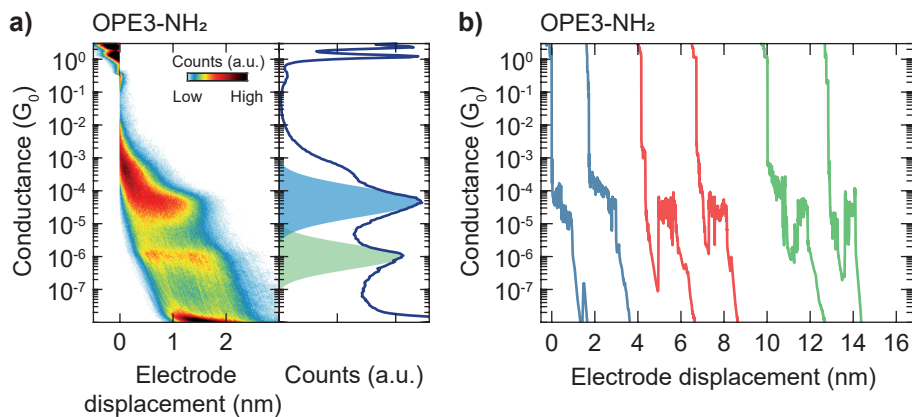 a)
OPE3-NH₂
Counts (a.u.)
Low High
10⁰
10⁻¹
10⁻²
10⁻³
10⁻⁴
10⁻⁵
10⁻⁶
10⁻⁷
Conductance (G₀)
0 1 2
Electrode
displacement (nm)
Counts (a.u.)
b)
OPE3-NH₂
10⁰
10⁻¹
10⁻²
10⁻³
10⁻⁴
10⁻⁵
10⁻⁶
10⁻⁷
Conductance (G₀)
0 2 4 6 8 10 12 14 16
Electrode displacement (nm)